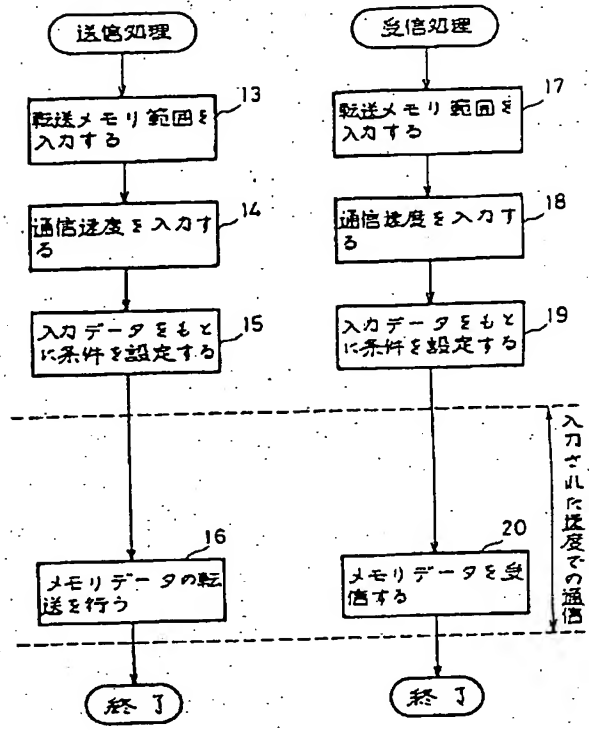 送信処理
13
転送メモリ範囲を
入力する
14
通信速度を入力す
る
15
入力データをもと
に条件を設定する
16
メモリデータの転
送を行う
終了
受信処理
17
転送メモリ範囲を
入力する
18
通信速度を入力す
る
19
入力データをもと
に条件を設定する
20
メモリデータを受
信する
終了
入力された速度での通信